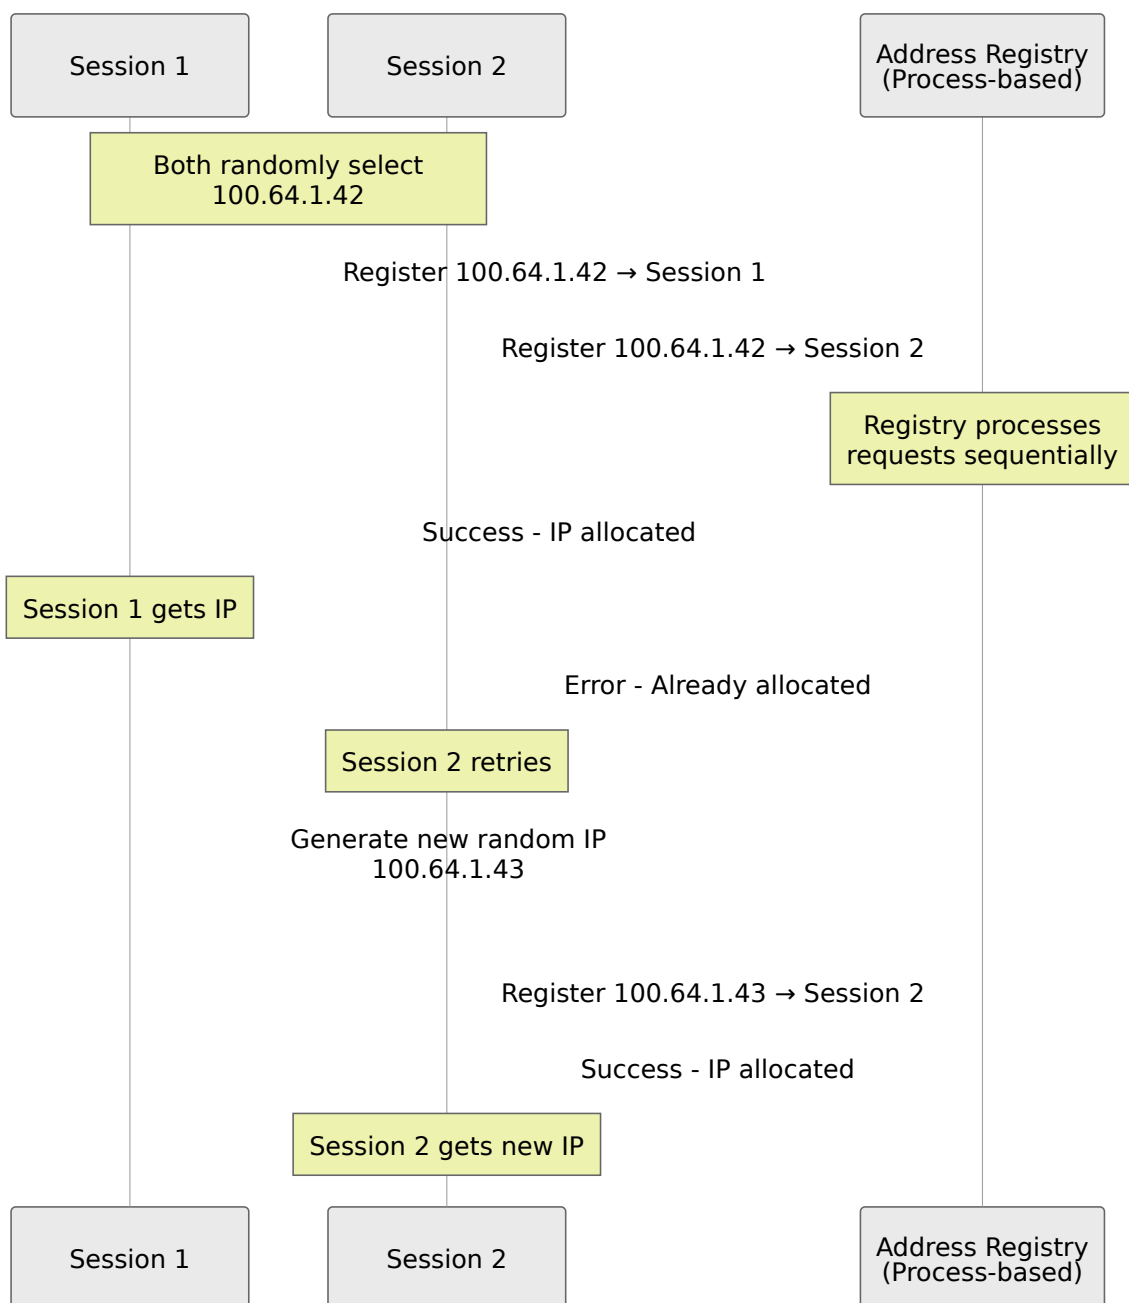 Session 1
Session 2
Address Registry
(Process-based)
Both randomly select
100.64.1.42
Register 100.64.1.42 → Session 1
Register 100.64.1.42 → Session 2
Registry processes
requests sequentially
Success - IP allocated
Session 1 gets IP
Error - Already allocated
Session 2 retries
Generate new random IP
100.64.1.43
Register 100.64.1.43 → Session 2
Success - IP allocated
Session 2 gets new IP
Session 1
Session 2
Address Registry
(Process-based)